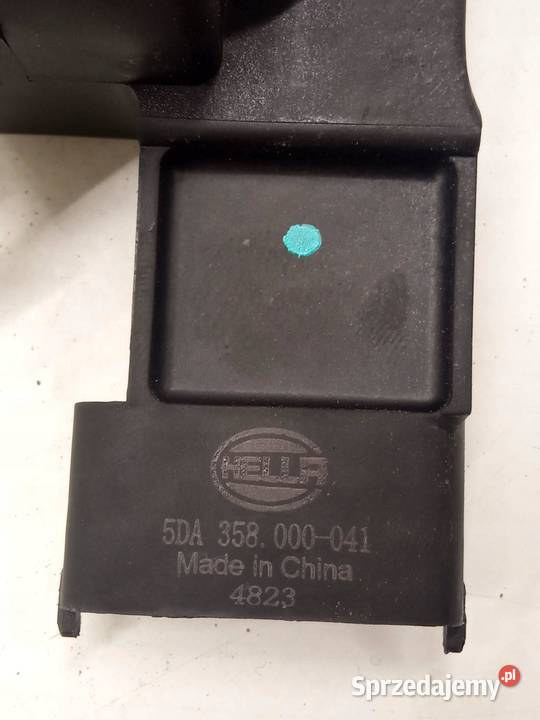 HELLA
5DA 358.000-041
Made in China
4823
Sprzedajemy.pl